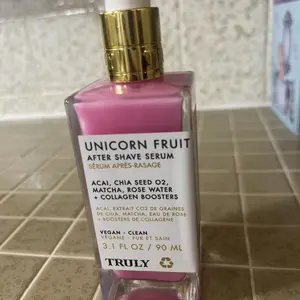 UNICORN FRUIT
AFTER SHAVE SERUM
SÉRUM APRÈS-RASAGE
ACAI, CHIA SEED O2,
MATCHA, ROSE WATER
+ COLLAGEN BOOSTERS
ACAI, EXTRAIT CO2 DE GRAINES
DE CHIA, MATCHA, EAU DE ROSE
+ BOOSTERS DE COLLAGÈNE
VEGAN - CLEAN
VÉGANE - PUR ET SAIN
3.1 FL OZ / 90 ML
TRULY